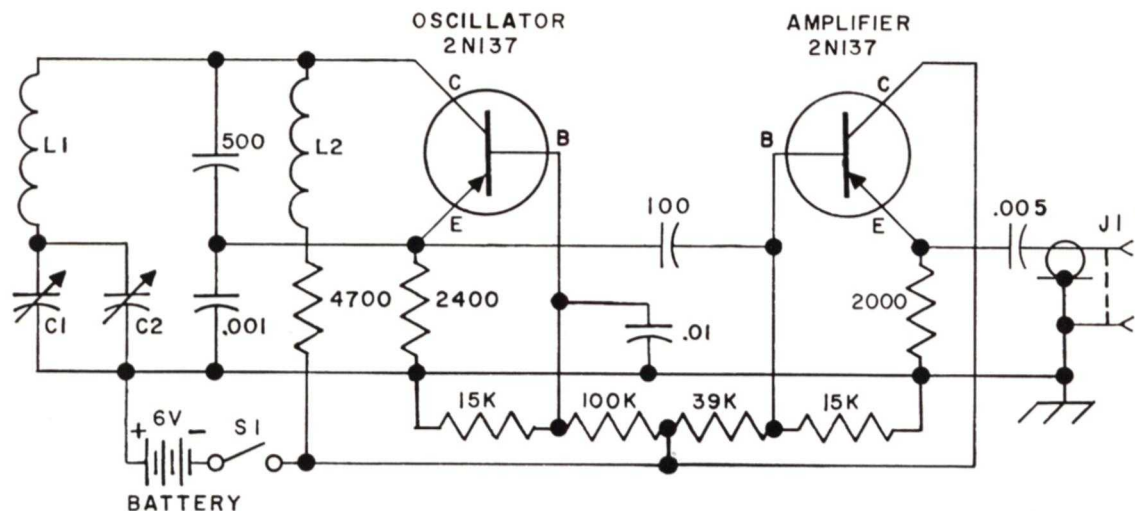 OSCILLATOR
2N137
AMPLIFIER
2N137
C
C
L1
500
L2
B
B
E
100
E
.005
J1
C1
C2
.001
4700
2400
.01
2000
15K
100K
39K
15K
+ 6V -
S1
BATTERY